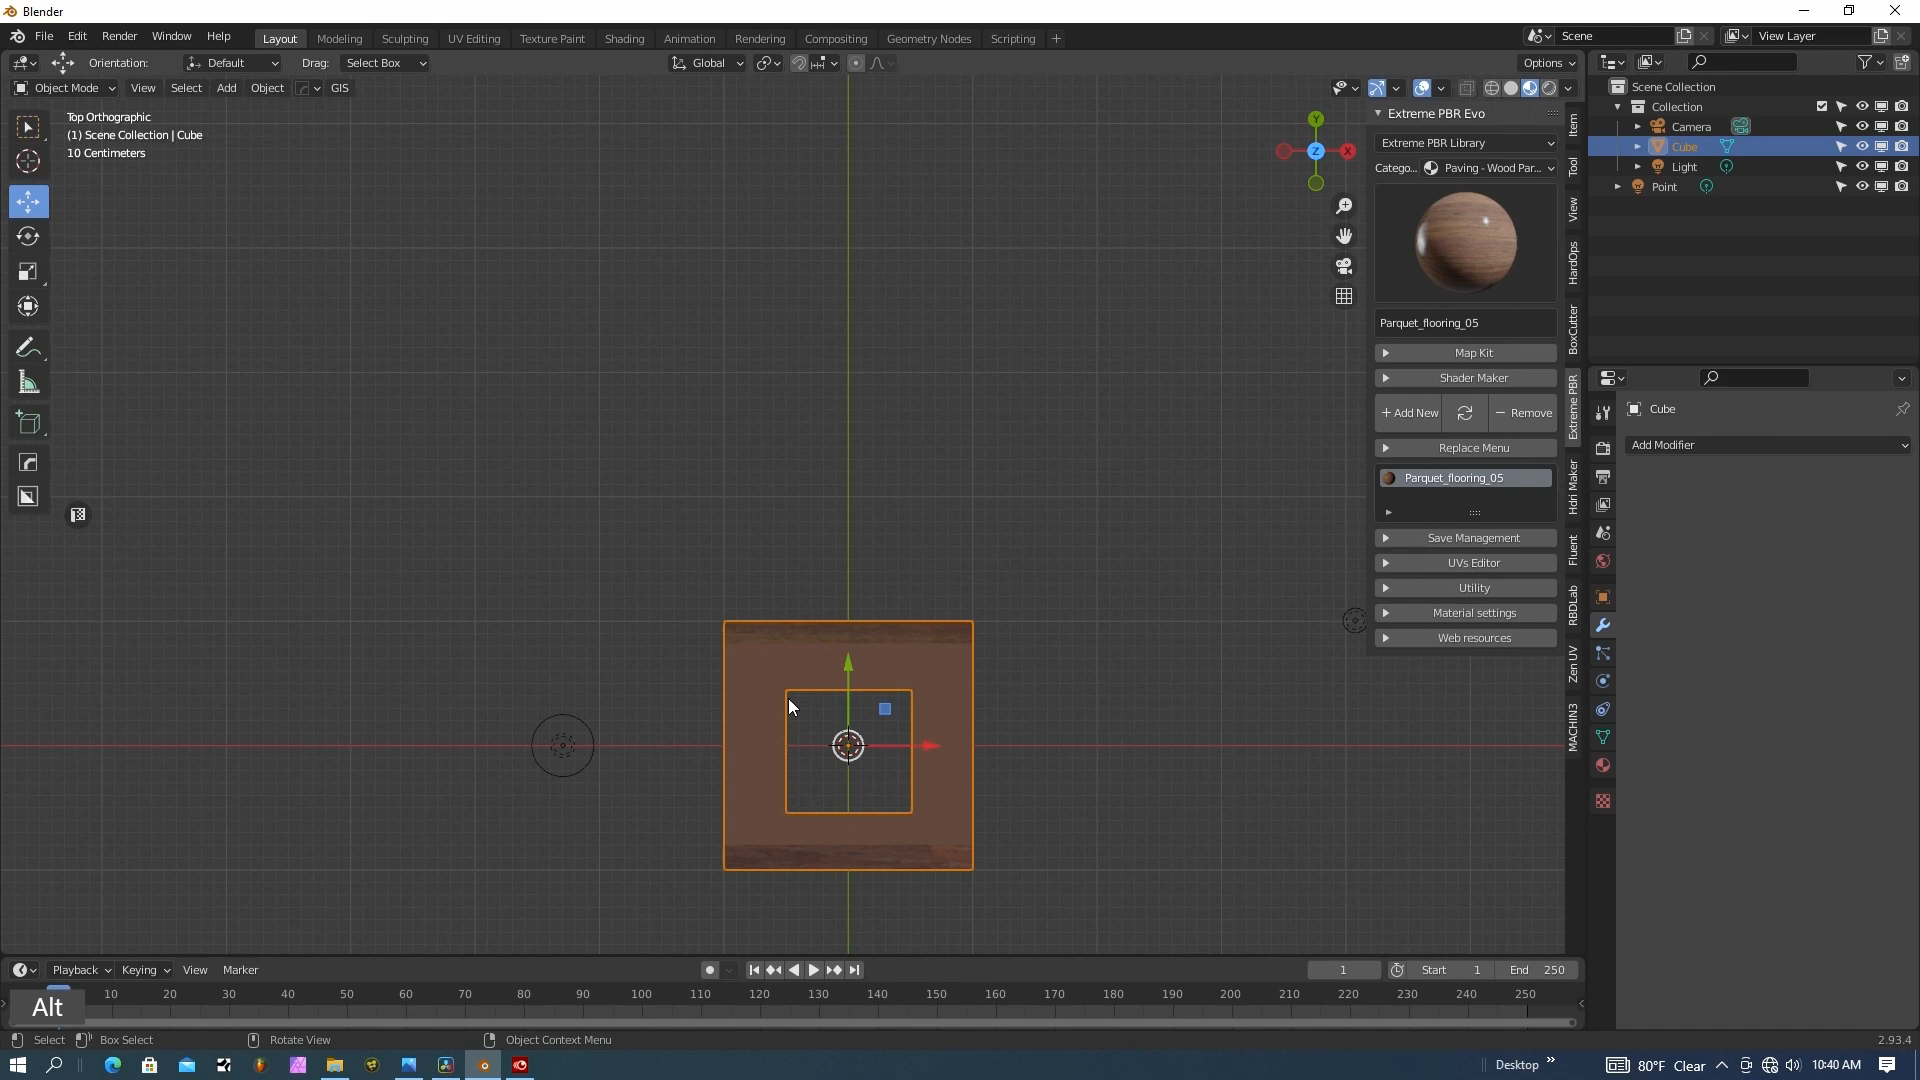 Blender
File Edit Render Window Help
Layout Modeling Sculpting UV Editing Texture Paint Shading Animation Rendering Compositing Geometry Nodes Scripting +
Scene
View Layer
Orientation: Default Drag: Select Box
Global
Options
Object Mode View Select Add Object GIS
Top Orthographic
(1) Scene Collection | Cube
10 Centimeters
Y
Z
X
Extreme PBR Evo
Extreme PBR Library
Catego... Paving - Wood Par...
Parquet_flooring_05
Map Kit
Shader Maker
+ Add New
— Remove
Replace Menu
Parquet_flooring_05
Save Management
UVs Editor
Utility
Material settings
Web resources
Item
Tool
View
HardOps
BoxCutter
Extreme PBR
Hdri Maker
Fluent
RBDLab
Zen UV
MACHIN3
Scene Collection
Collection
Camera
Cube
Light
Point
Cube
Add Modifier
Playback Keying View Marker
1
Start 1
End 250
10 20 30 40 50 60 70 80 90 100 110 120 130 140 150 160 170 180 190 200 210 220 230 240 250
Alt
Select Box Select Rotate View Object Context Menu
2.93.4
Desktop »
80°F Clear
10:40 AM